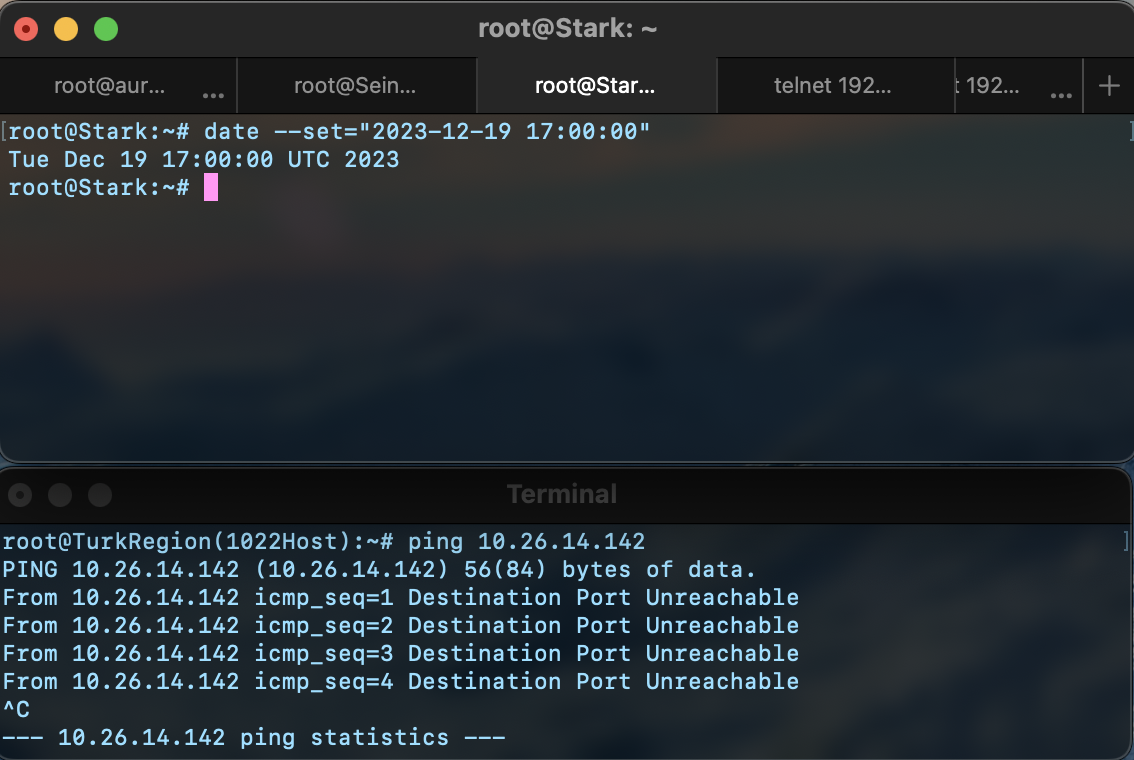 root@Stark: ~
root@aur... ...
root@Sein...
root@Star...
telnet 192...
t 192... ...
+
[root@Stark:~# date --set="2023-12-19 17:00:00" ]
Tue Dec 19 17:00:00 UTC 2023
root@Stark:~#
Terminal
root@TurkRegion(1022Host):~# ping 10.26.14.142 ]
PING 10.26.14.142 (10.26.14.142) 56(84) bytes of data.
From 10.26.14.142 icmp_seq=1 Destination Port Unreachable
From 10.26.14.142 icmp_seq=2 Destination Port Unreachable
From 10.26.14.142 icmp_seq=3 Destination Port Unreachable
From 10.26.14.142 icmp_seq=4 Destination Port Unreachable
^C
--- 10.26.14.142 ping statistics ---